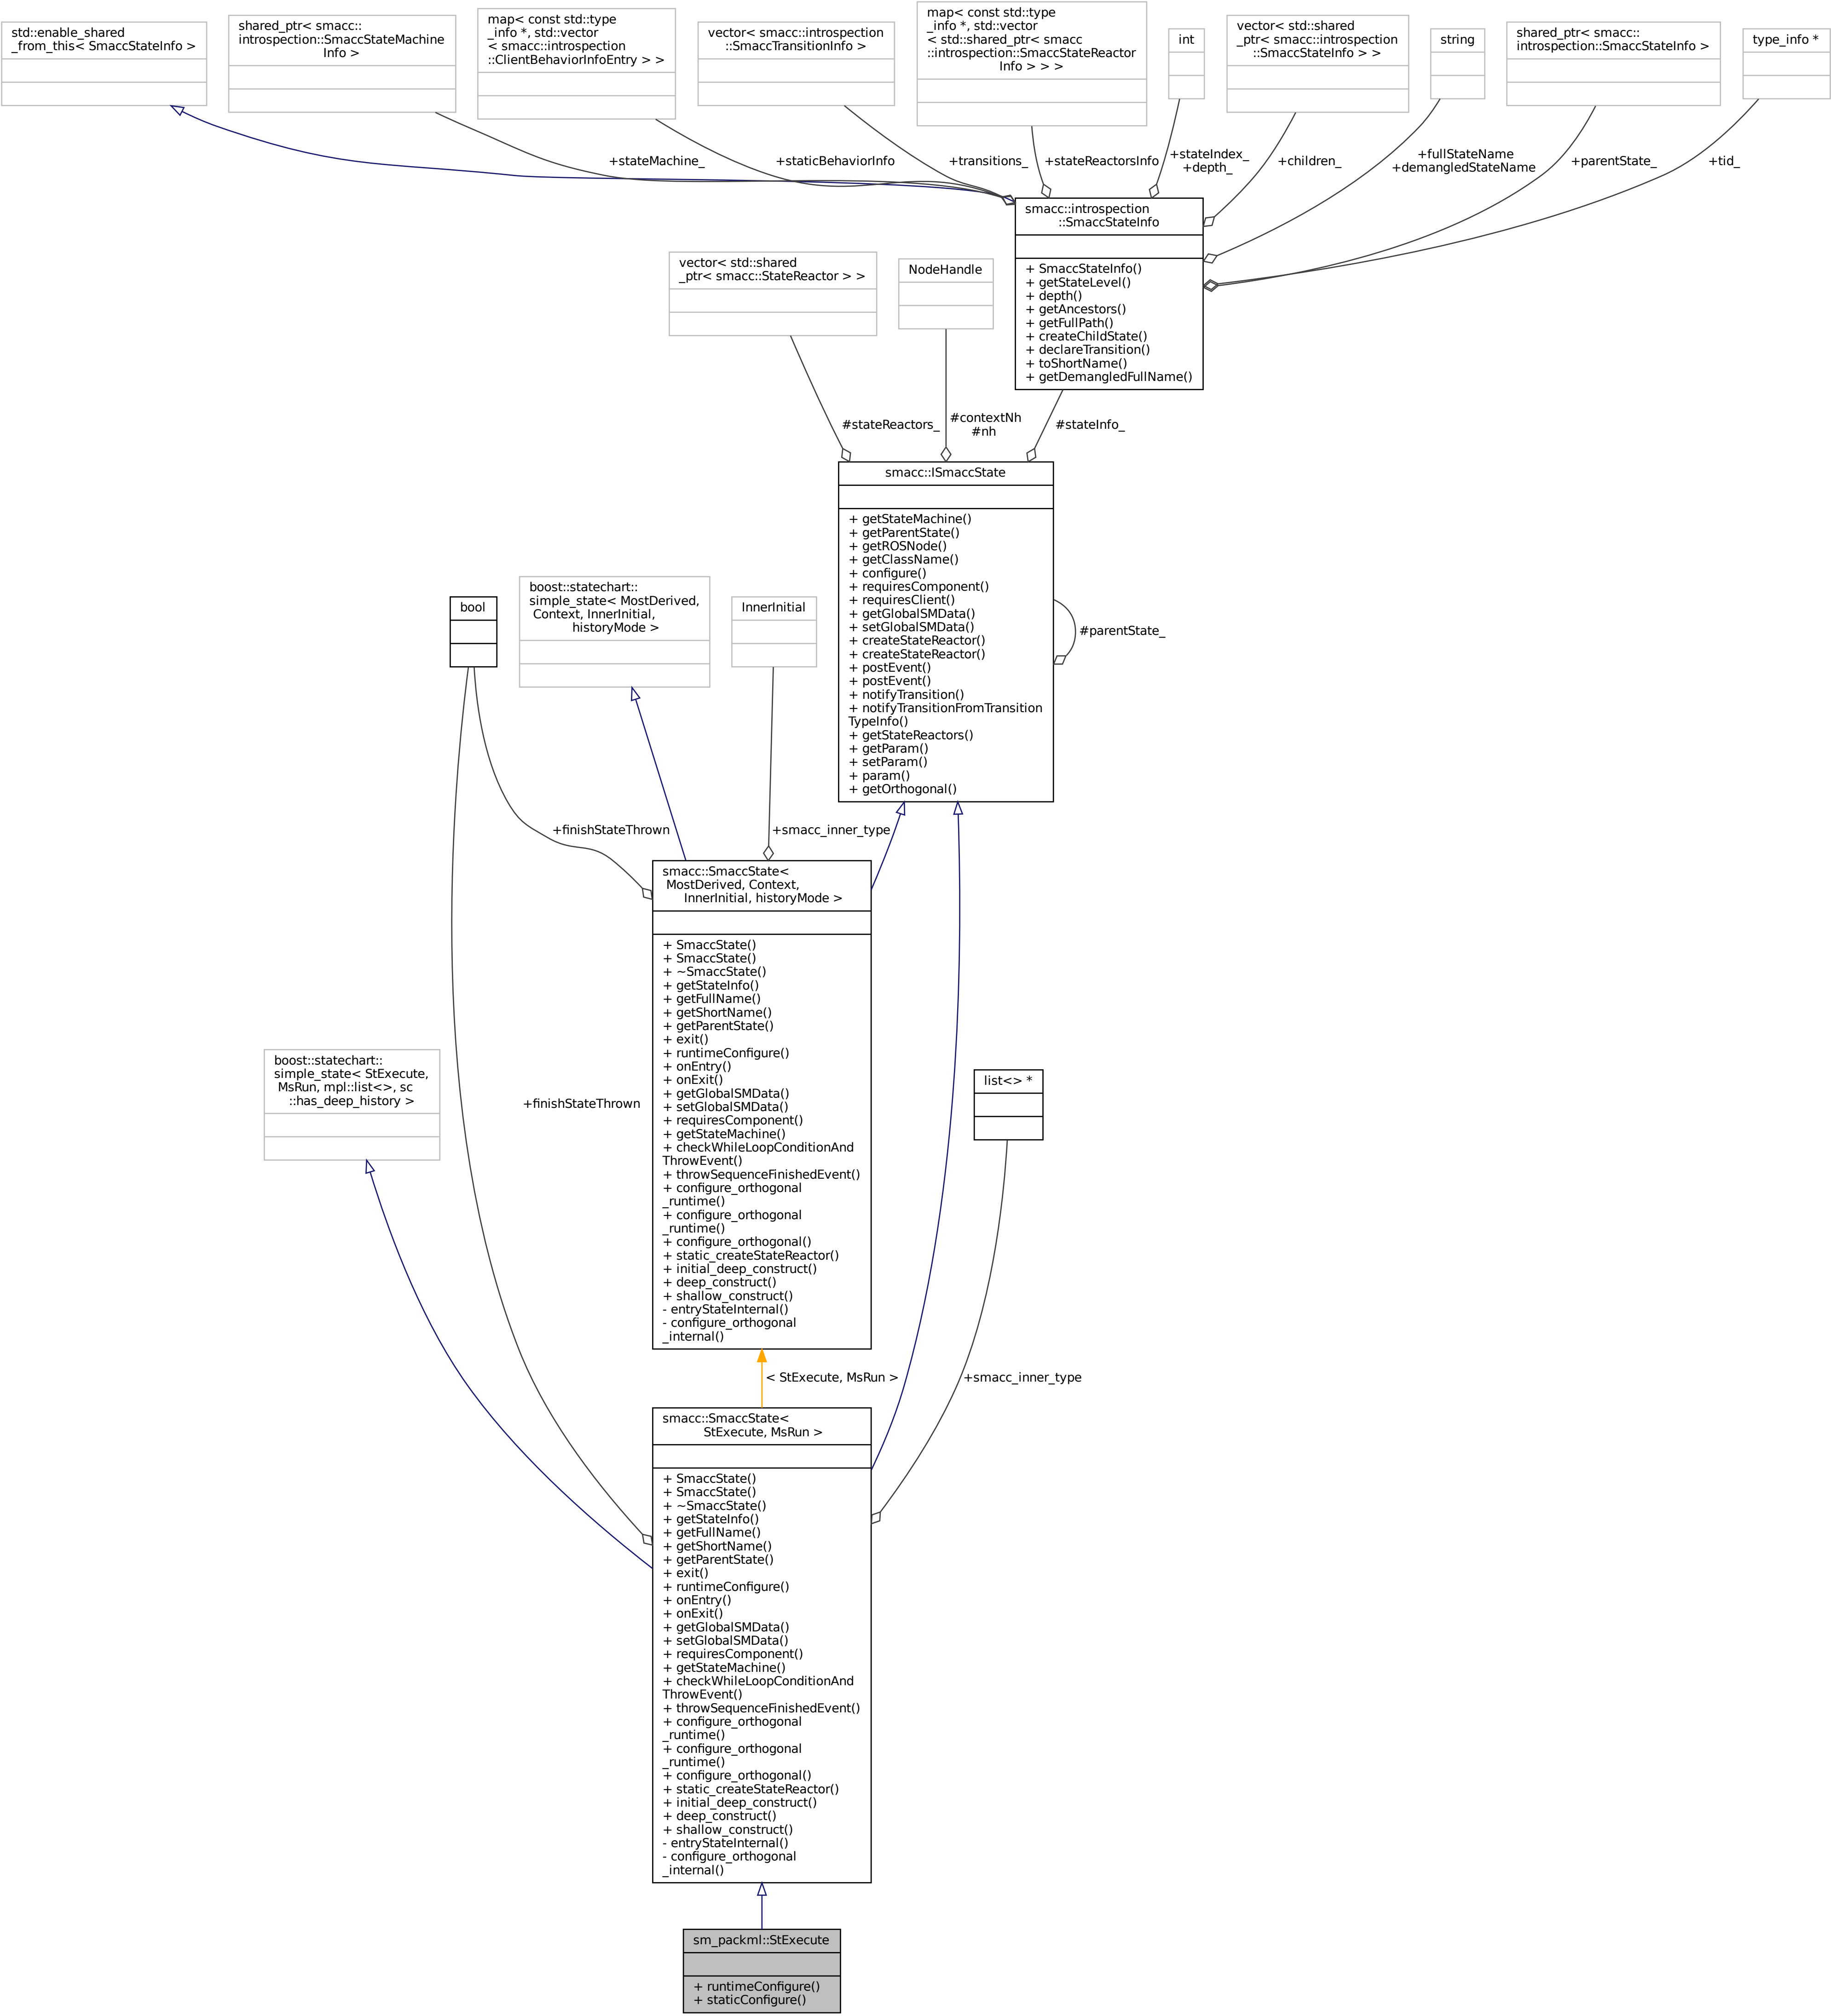 std::enable_shared
_from_this< SmaccStateInfo >
shared_ptr< smacc::
introspection::SmaccStateMachine
Info >
map< const std::type
_info *, std::vector
< smacc::introspection
::ClientBehaviorInfoEntry > >
vector< smacc::introspection
::SmaccTransitionInfo >
map< const std::type
_info *, std::vector
< std::shared_ptr< smacc
::introspection::SmaccStateReactor
Info > > >
int
vector< std::shared
_ptr< smacc::introspection
::SmaccStateInfo > >
string
shared_ptr< smacc::
introspection::SmaccStateInfo >
type_info *
+stateMachine_
+staticBehaviorInfo
+transitions_
+stateReactorsInfo
+stateIndex_
+depth_
+children_
+fullStateName
+demangledStateName
+parentState_
+tid_
smacc::introspection
::SmaccStateInfo
+ SmaccStateInfo()
+ getStateLevel()
+ depth()
+ getAncestors()
+ getFullPath()
+ createChildState()
+ declareTransition()
+ toShortName()
+ getDemangledFullName()
vector< std::shared
_ptr< smacc::StateReactor > >
NodeHandle
#stateReactors_
#contextNh
#nh
#stateInfo_
smacc::ISmaccState
+ getStateMachine()
+ getParentState()
+ getROSNode()
+ getClassName()
+ configure()
+ requiresComponent()
+ requiresClient()
+ getGlobalSMData()
+ setGlobalSMData()
+ createStateReactor()
+ createStateReactor()
+ postEvent()
+ postEvent()
+ notifyTransition()
+ notifyTransitionFromTransition
TypeInfo()
+ getStateReactors()
+ getParam()
+ setParam()
+ param()
+ getOrthogonal()
#parentState_
bool
boost::statechart::
simple_state< MostDerived,
Context, InnerInitial,
historyMode >
InnerInitial
+finishStateThrown
+smacc_inner_type
smacc::SmaccState<
MostDerived, Context,
InnerInitial, historyMode >
+ SmaccState()
+ SmaccState()
+ ~SmaccState()
+ getStateInfo()
+ getFullName()
+ getShortName()
+ getParentState()
+ exit()
+ runtimeConfigure()
+ onEntry()
+ onExit()
+ getGlobalSMData()
+ setGlobalSMData()
+ requiresComponent()
+ getStateMachine()
+ checkWhileLoopConditionAnd
ThrowEvent()
+ throwSequenceFinishedEvent()
+ configure_orthogonal
_runtime()
+ configure_orthogonal
_runtime()
+ configure_orthogonal()
+ static_createStateReactor()
+ initial_deep_construct()
+ deep_construct()
+ shallow_construct()
- entryStateInternal()
- configure_orthogonal
_internal()
boost::statechart::
simple_state< StExecute,
MsRun, mpl::list<>, sc
::has_deep_history >
+finishStateThrown
list<> *
< StExecute, MsRun >
+smacc_inner_type
smacc::SmaccState<
StExecute, MsRun >
+ SmaccState()
+ SmaccState()
+ ~SmaccState()
+ getStateInfo()
+ getFullName()
+ getShortName()
+ getParentState()
+ exit()
+ runtimeConfigure()
+ onEntry()
+ onExit()
+ getGlobalSMData()
+ setGlobalSMData()
+ requiresComponent()
+ getStateMachine()
+ checkWhileLoopConditionAnd
ThrowEvent()
+ throwSequenceFinishedEvent()
+ configure_orthogonal
_runtime()
+ configure_orthogonal
_runtime()
+ configure_orthogonal()
+ static_createStateReactor()
+ initial_deep_construct()
+ deep_construct()
+ shallow_construct()
- entryStateInternal()
- configure_orthogonal
_internal()
sm_packml::StExecute
+ runtimeConfigure()
+ staticConfigure()